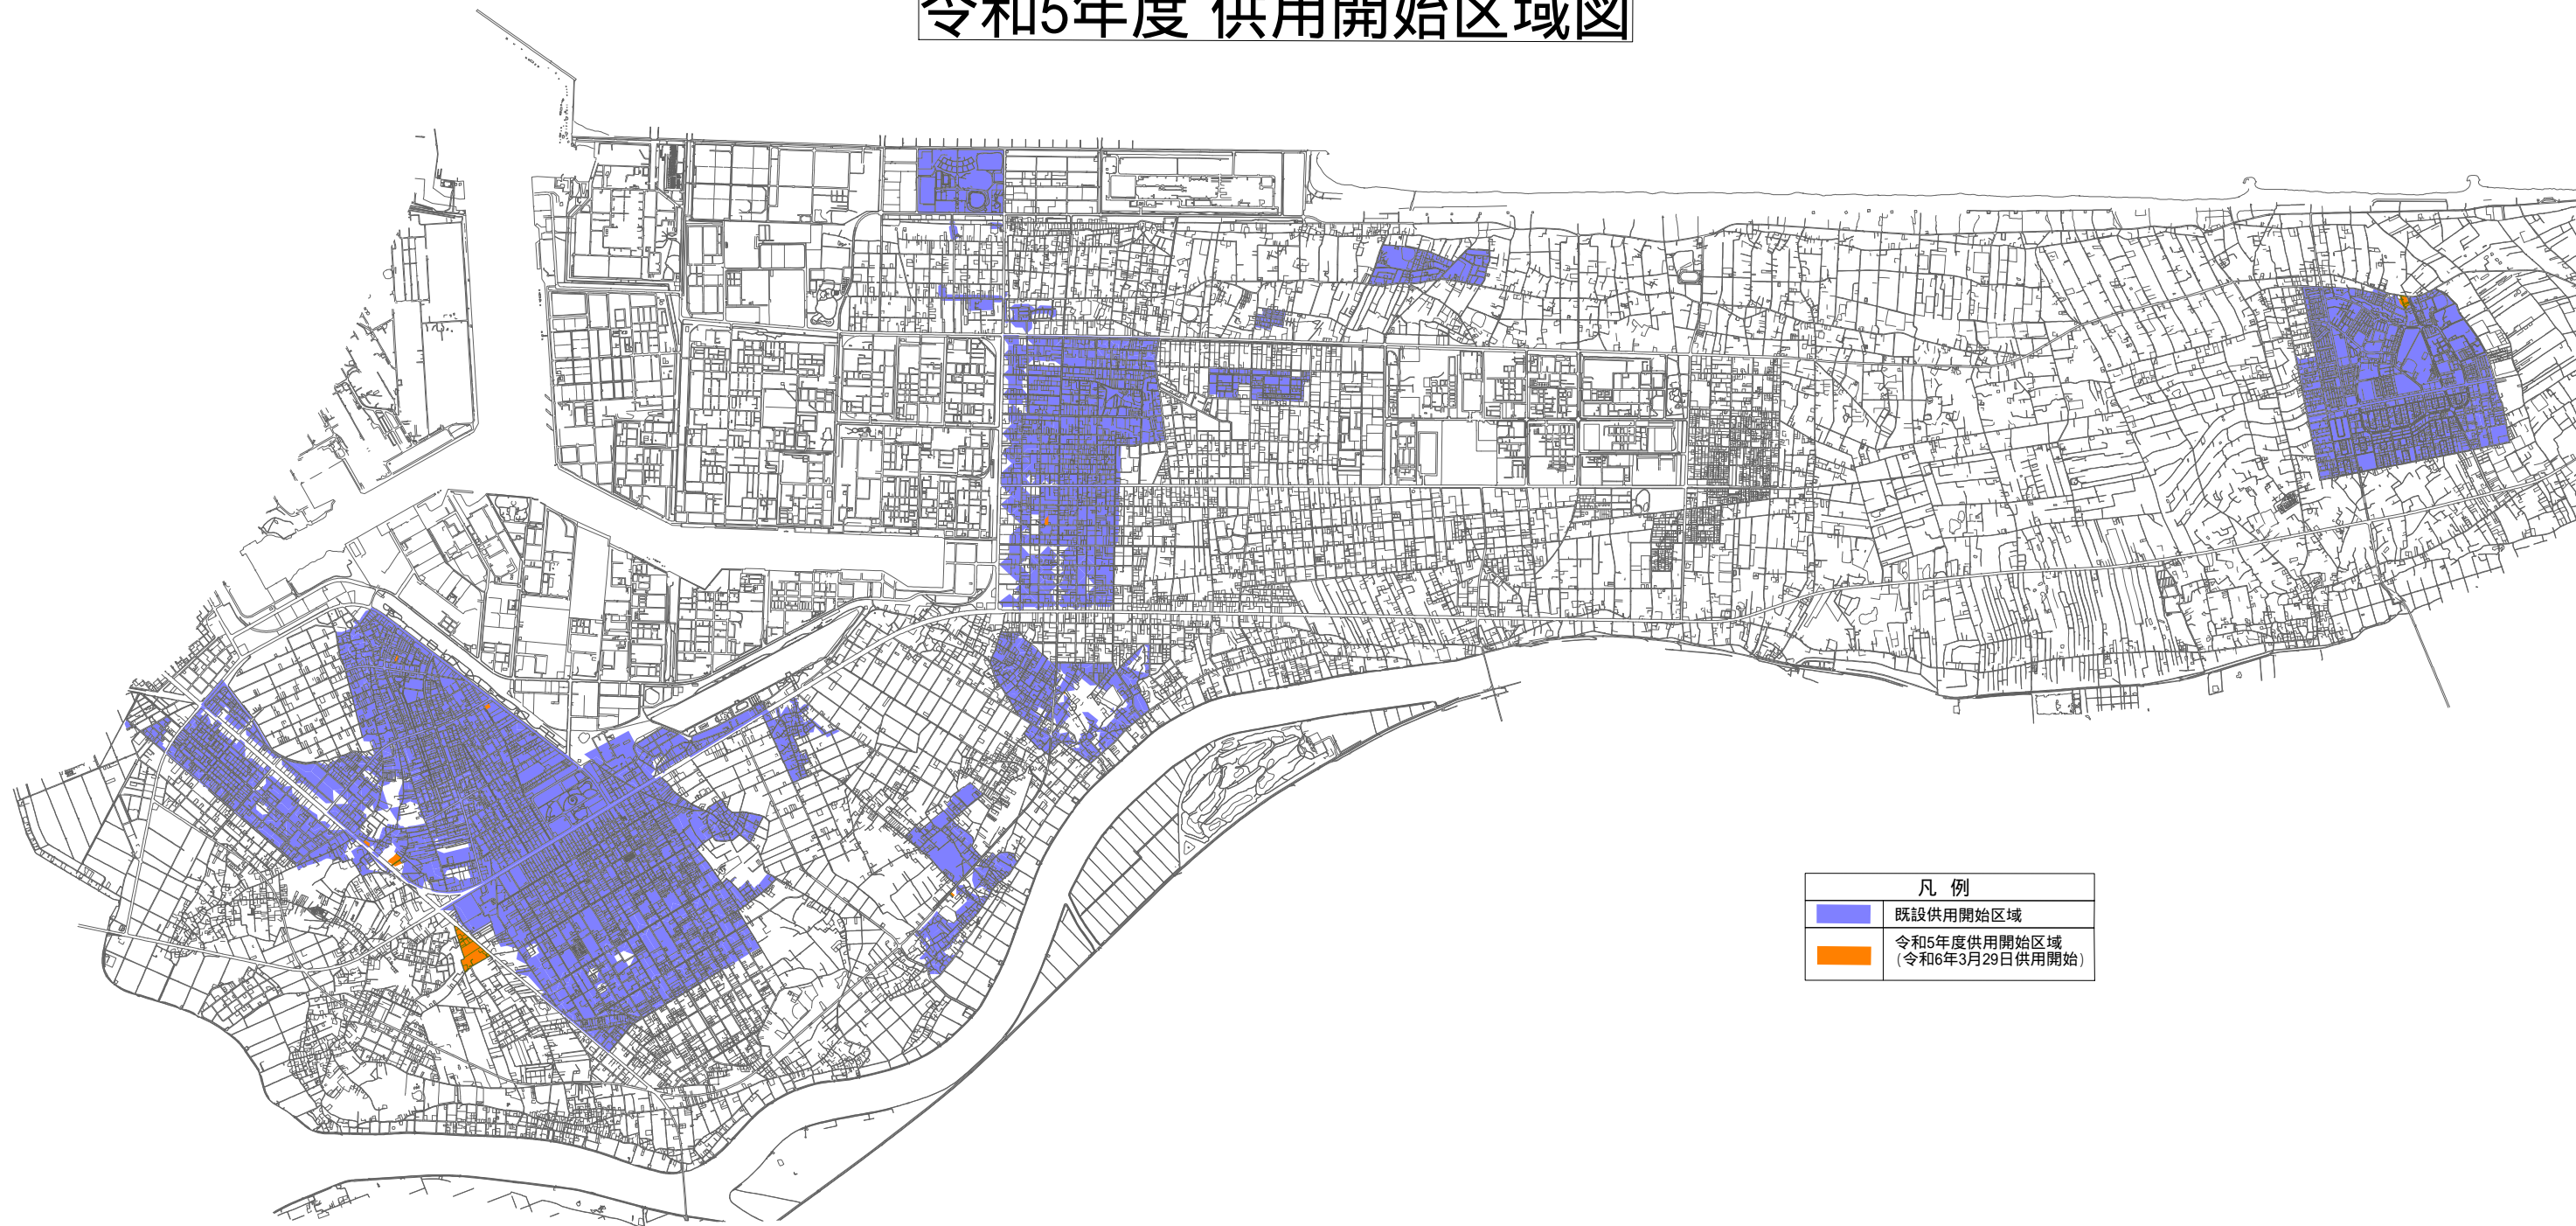 令和5年度 供用開始区域図
凡 例
既設供用開始区域
令和5年度供用開始区域
(令和6年3月29日供用開始)